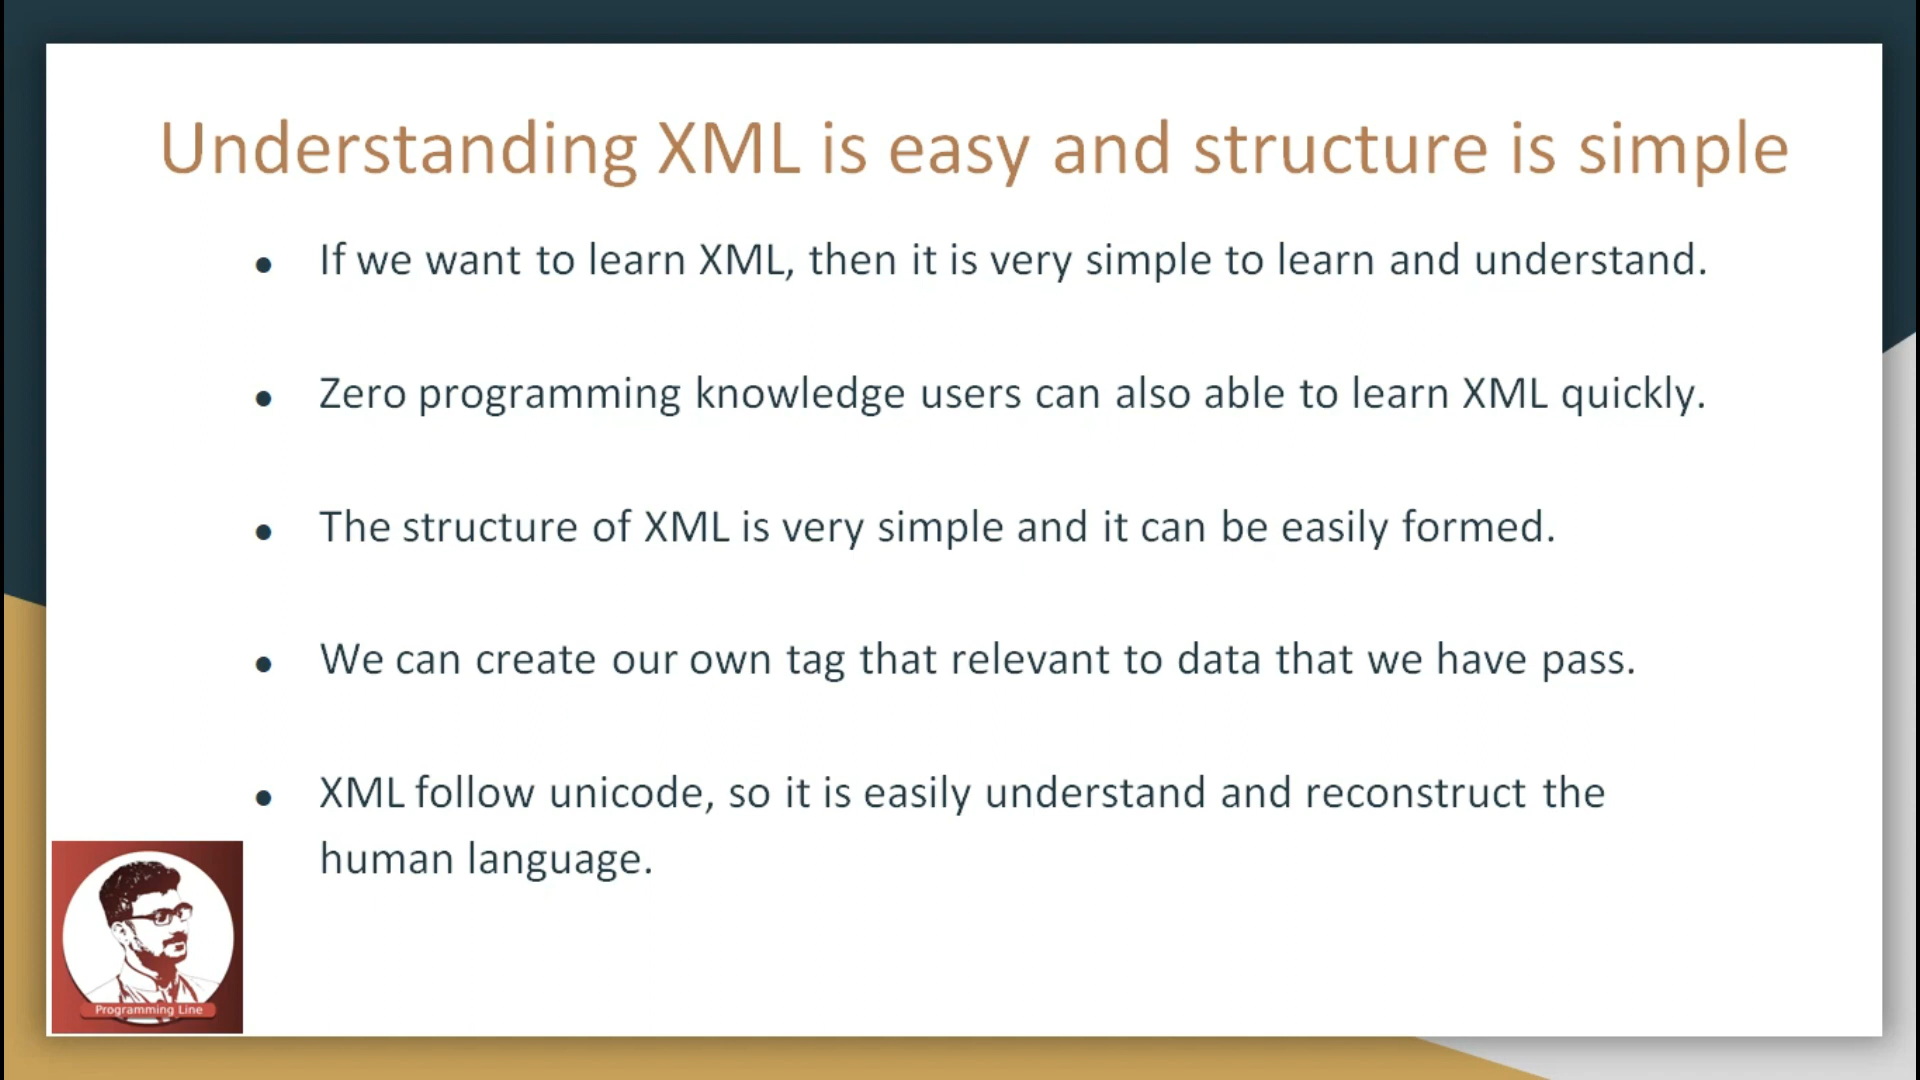 Understanding XML is easy and structure is simple
● If we want to learn XML, then it is very simple to learn and understand.
● Zero programming knowledge users can also able to learn XML quickly.
● The structure of XML is very simple and it can be easily formed.
● We can create our own tag that relevant to data that we have pass.
● XML follow unicode, so it is easily understand and reconstruct the
human language.
Programming Line